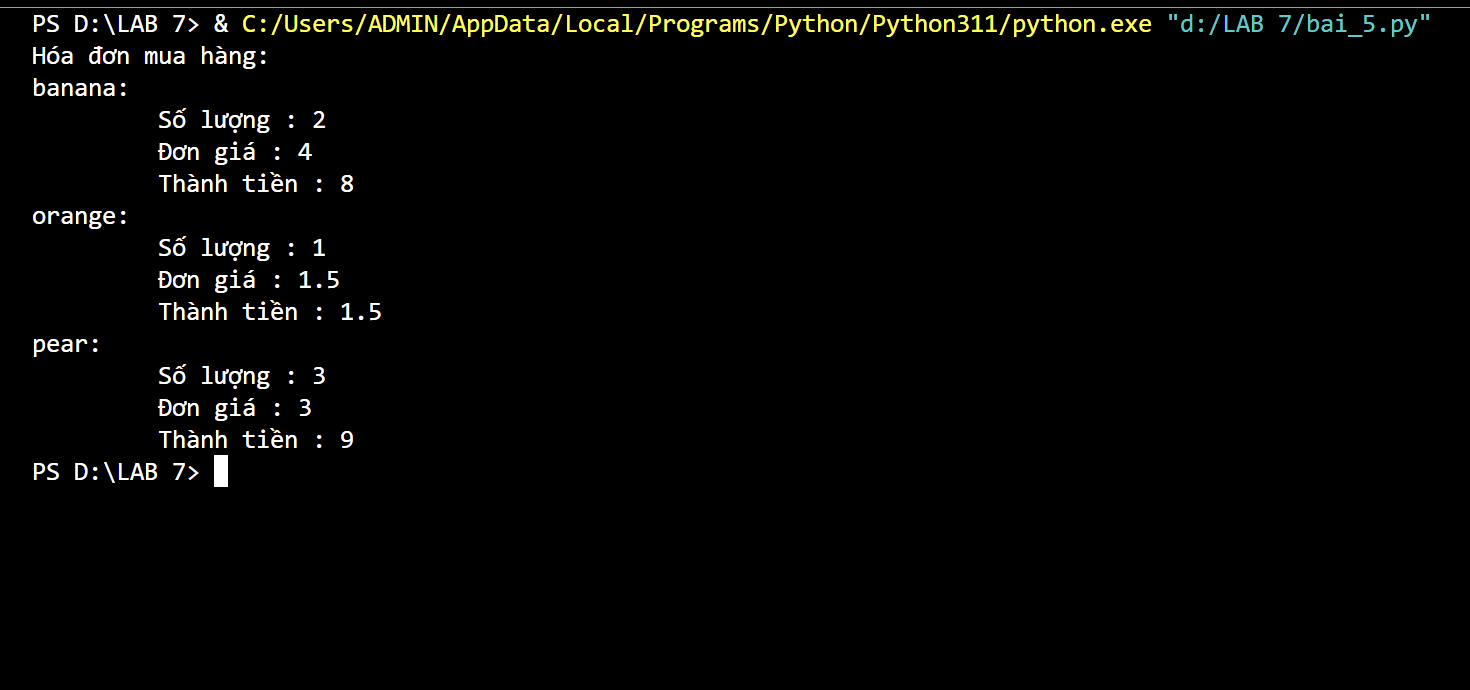 PS D:\LAB 7> & C:/Users/ADMIN/AppData/Local/Programs/Python/Python311/python.exe "d:/LAB 7/bai_5.py"
Hóa đơn mua hàng:
banana:
Số lượng : 2
Đơn giá : 4
Thành tiền : 8
orange:
Số lượng : 1
Đơn giá : 1.5
Thành tiền : 1.5
pear:
Số lượng : 3
Đơn giá : 3
Thành tiền : 9
PS D:\LAB 7>